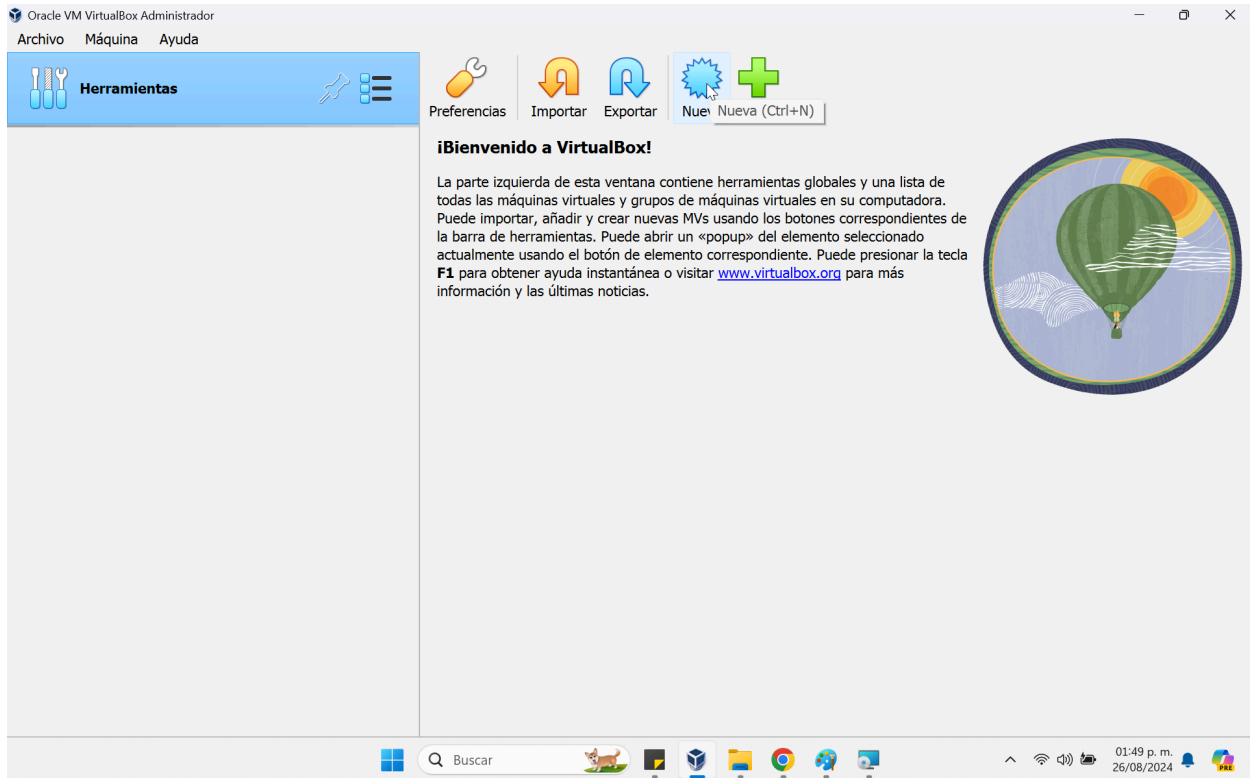 Oracle VM VirtualBox Administrador
Archivo Máquina Ayuda
Herramientas
Preferencias Importar Exportar
Nueva (Ctrl+N)
¡Bienvenido a VirtualBox!
La parte izquierda de esta ventana contiene herramientas globales y una lista de
todas las máquinas virtuales y grupos de máquinas virtuales en su computadora.
Puede importar, añadir y crear nuevas MVs usando los botones correspondientes de
la barra de herramientas. Puede abrir un «popup» del elemento seleccionado
actualmente usando el botón de elemento correspondiente. Puede presionar la tecla
F1 para obtener ayuda instantánea o visitar www.virtualbox.org para más
información y las últimas noticias.
Buscar
01:49 p. m.
26/08/2024
PRE